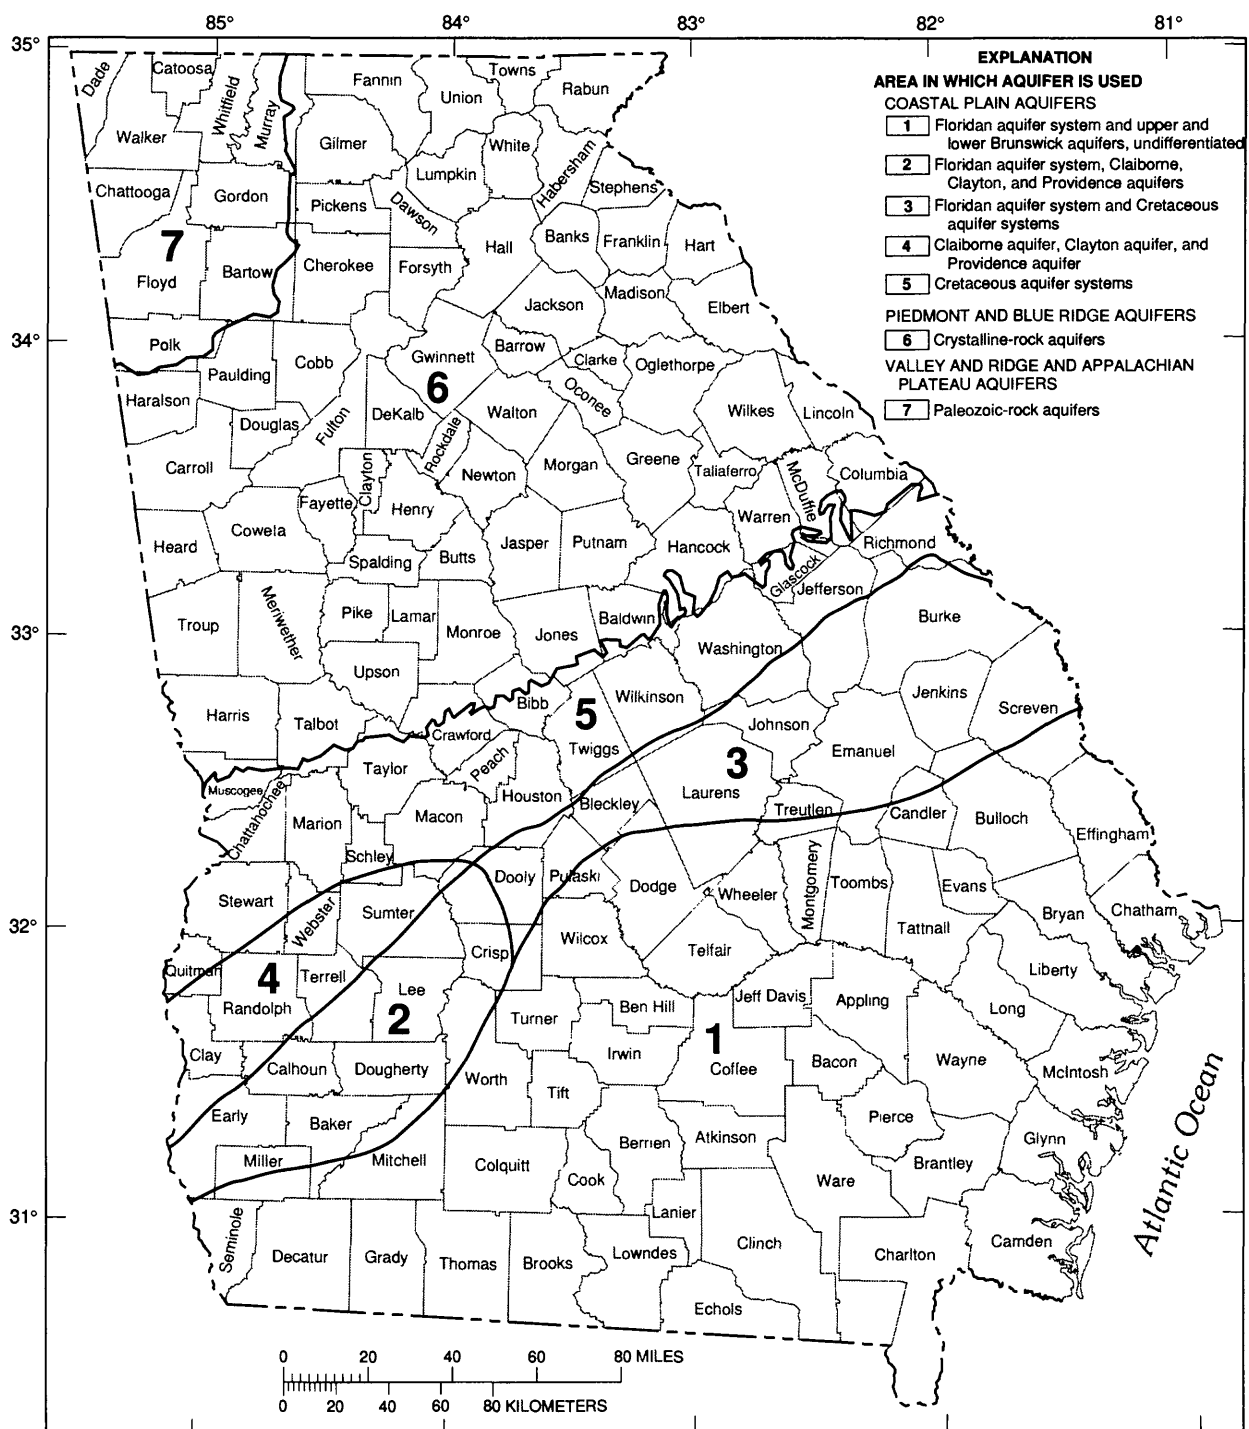 85°
84°
83°
82°
81°
35°
34°
33°
32°
31°
EXPLANATION
AREA IN WHICH AQUIFER IS USED
COASTAL PLAIN AQUIFERS
1 Floridan aquifer system and upper and
lower Brunswick aquifers, undifferentiated
2 Floridan aquifer system, Claiborne,
Clayton, and Providence aquifers
3 Floridan aquifer system and Cretaceous
aquifer systems
4 Claiborne aquifer, Clayton aquifer, and
Providence aquifer
5 Cretaceous aquifer systems
PIEDMONT AND BLUE RIDGE AQUIFERS
6 Crystalline-rock aquifers
VALLEY AND RIDGE AND APPALACHIAN
PLATEAU AQUIFERS
7 Paleozoic-rock aquifers
Dade
Catoosa
Whitfield
Murray
Fannin
Union
Towns
Rabun
Walker
Gilmer
White
Lumpkin
Habersham
Stephens
Chattooga
Gordon
Pickens
Dawson
7
Floyd
Bartow
Cherokee
Forsyth
Hall
Banks
Franklin
Hart
Jackson
Madison
Elbert
Polk
Paulding
Cobb
Gwinnett
6
Barrow
Clarke
Oconee
Oglethorpe
Haralson
Douglas
Fulton
DeKalb
Rockdale
Walton
Wilkes
Lincoln
Carroll
Clayton
Fayette
Henry
Newton
Morgan
Greene
Taliaferro
McDuffie
Columbia
Heard
Cowela
Spalding
Butts
Jasper
Putnam
Hancock
Warren
Glascock
Richmond
Jefferson
Troup
Meriwether
Pike
Lamar
Monroe
Jones
Baldwin
Washington
Burke
Upson
Harris
Talbot
Crawford
Bibb
5
Twiggs
Wilkinson
Johnson
Jenkins
Screven
Emanuel
3
Laurens
Muscogee
Chattahochee
Taylor
Peach
Houston
Bleckley
Treutlen
Candler
Bulloch
Effingham
Marion
Macon
Schley
Stewart
Webster
Sumter
Dooly
Pulaski
Dodge
Wheeler
Montgomery
Toombs
Evans
Tattnall
Bryan
Chatham
Quitman
4
Randolph
Terrell
Lee
2
Crisp
Wilcox
Telfair
Liberty
Long
Turner
Ben Hill
Jeff Davis
Appling
Clay
Calhoun
Dougherty
Worth
Irwin
1
Coffee
Bacon
Wayne
McIntosh
Tift
Early
Baker
Pierce
Miller
Mitchell
Colquitt
Berrien
Atkinson
Glynn
Brantley
Cook
Ware
Lanier
Seminole
Decatur
Grady
Thomas
Brooks
Lowndes
Clinch
Charlton
Camden
Echols
Atlantic Ocean
0 20 40 60 80 MILES
0 20 40 60 80 KILOMETERS